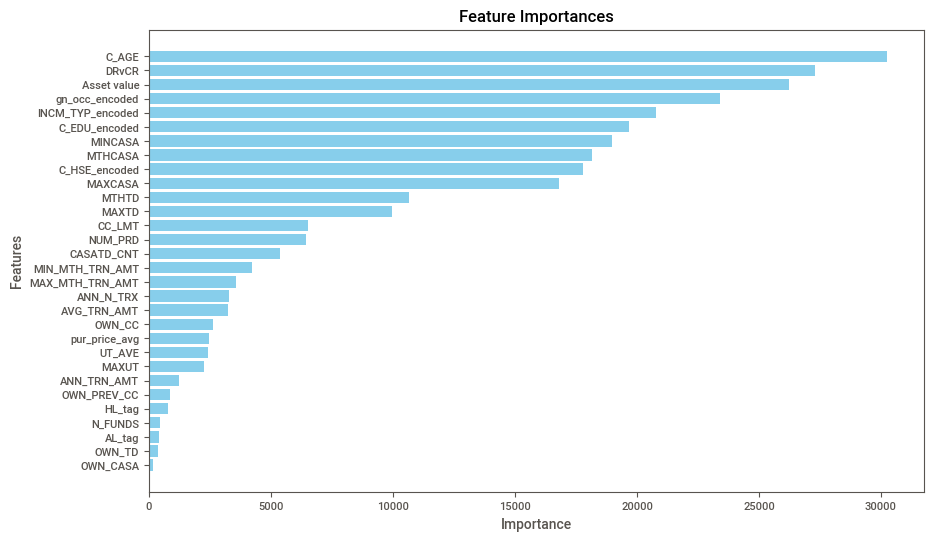 Feature Importances
C_AGE
DRvCR
Asset value
gn_occ_encoded
INCM_TYP_encoded
C_EDU_encoded
MINCASA
MTHCASA
C_HSE_encoded
MAXCASA
MTHTD
MAXTD
CC_LMT
NUM_PRD
CASATD_CNT
MIN_MTH_TRN_AMT
MAX_MTH_TRN_AMT
ANN_N_TRX
AVG_TRN_AMT
OWN_CC
pur_price_avg
UT_AVE
MAXUT
ANN_TRN_AMT
OWN_PREV_CC
HL_tag
N_FUNDS
AL_tag
OWN_TD
OWN_CASA
Features
0 5000 10000 15000 20000 25000 30000
Importance